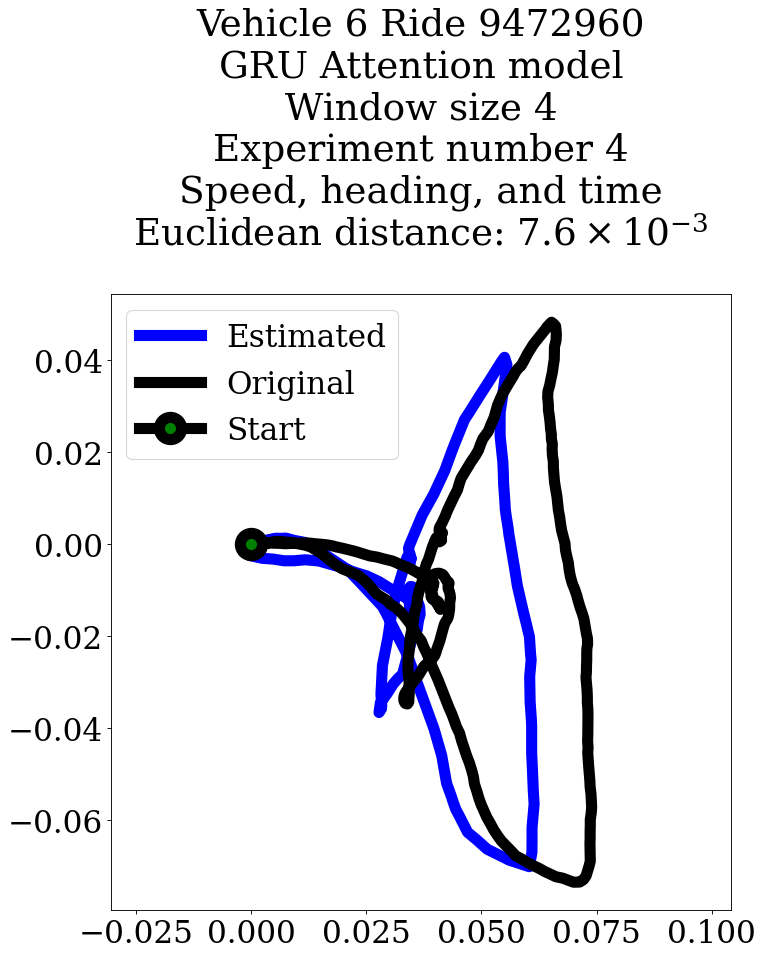 Vehicle 6 Ride 9472960
GRU Attention model
Window size 4
Experiment number 4
Speed, heading, and time
Euclidean distance: 7.6 × 10⁻³
Estimated
Original
Start
0.04
0.02
0.00
−0.02
−0.04
−0.06
−0.025 0.000 0.025 0.050 0.075 0.100